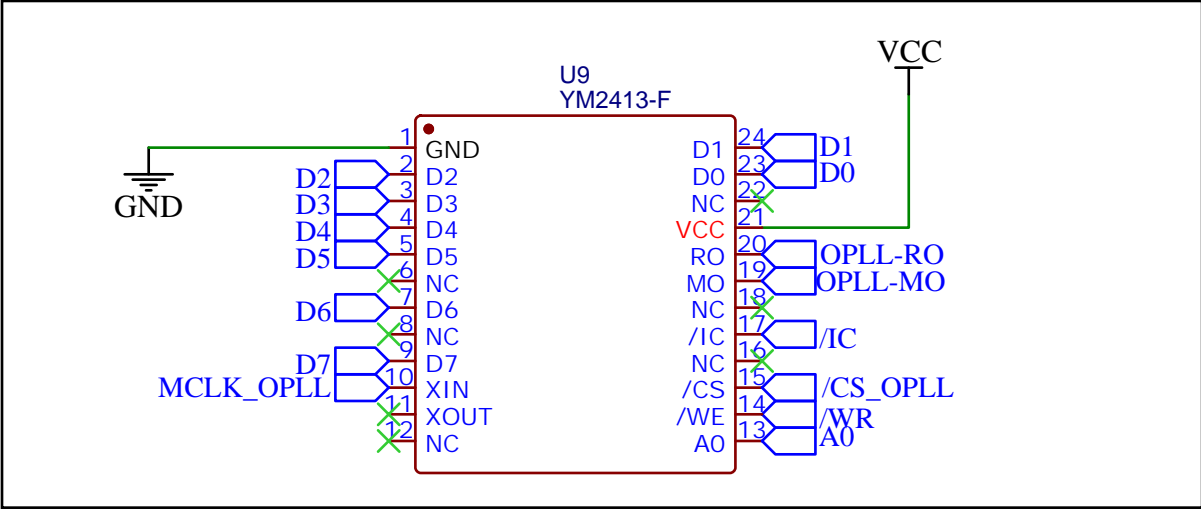 VCC
U9
YM2413-F
1 GND GND
D2 2 D2
D3 3 D3
D4 4 D4
D5 5 D5
6 NC
D6 7 D6
8 NC
D7 9 D7
MCLK_OPLL 10 XIN
11 XOUT
12 NC
D1 24 D1
D0 23 D0
NC 22
VCC 21
RO 20 OPLL-RO
MO 19 OPLL-MO
NC 18
/IC 17 /IC
NC 16
/CS 15 /CS_OPLL
/WE 14 /WR
A0 13 A0